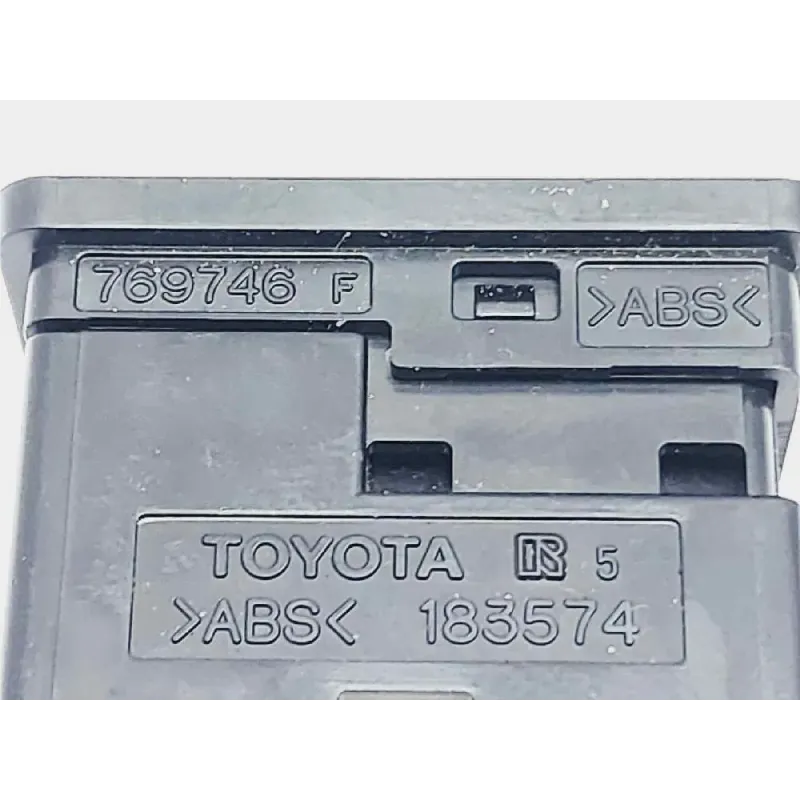 769746 F
>ABS<
TOYOTA R 5
>ABS< 183574